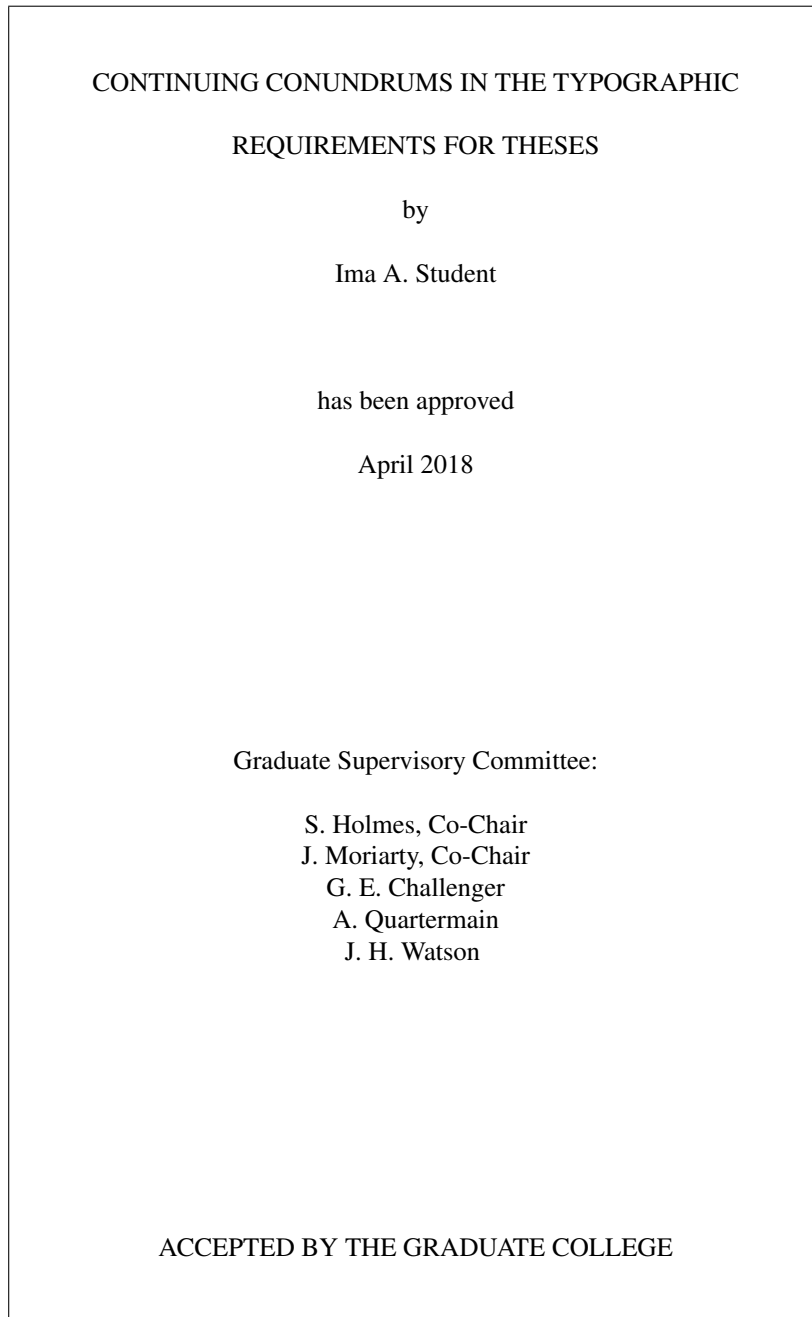 CONTINUING CONUNDRUMS IN THE TYPOGRAPHIC
REQUIREMENTS FOR THESES
by
Ima A. Student
has been approved
April 2018
Graduate Supervisory Committee:
S. Holmes, Co-Chair
J. Moriarty, Co-Chair
G. E. Challenger
A. Quartermain
J. H. Watson
ACCEPTED BY THE GRADUATE COLLEGE